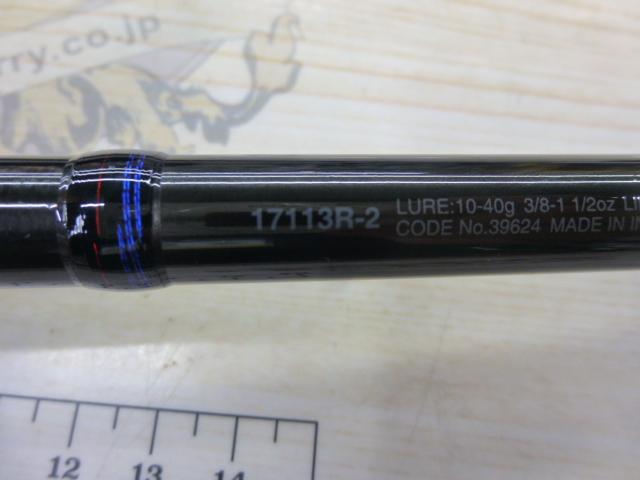 rry.co.jp
17113R-2
LURE:10-40g 3/8-1 1/2oz LI
CODE No.39624 MADE IN
12 13 14